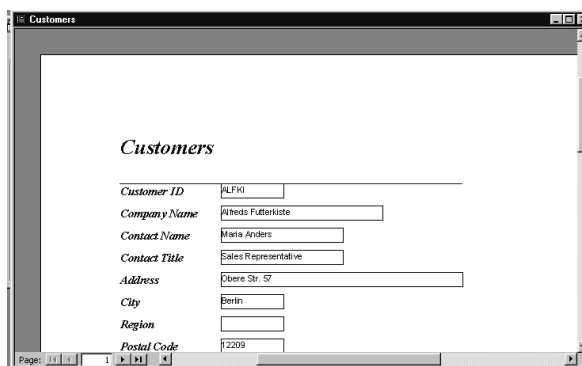 Customers
Customers
Customer ID ALFKI
Company Name Alfreds Futterkiste
Contact Name Maria Anders
Contact Title Sales Representative
Address Obere Str. 57
City Berlin
Region
Postal Code 12209
Page: 1